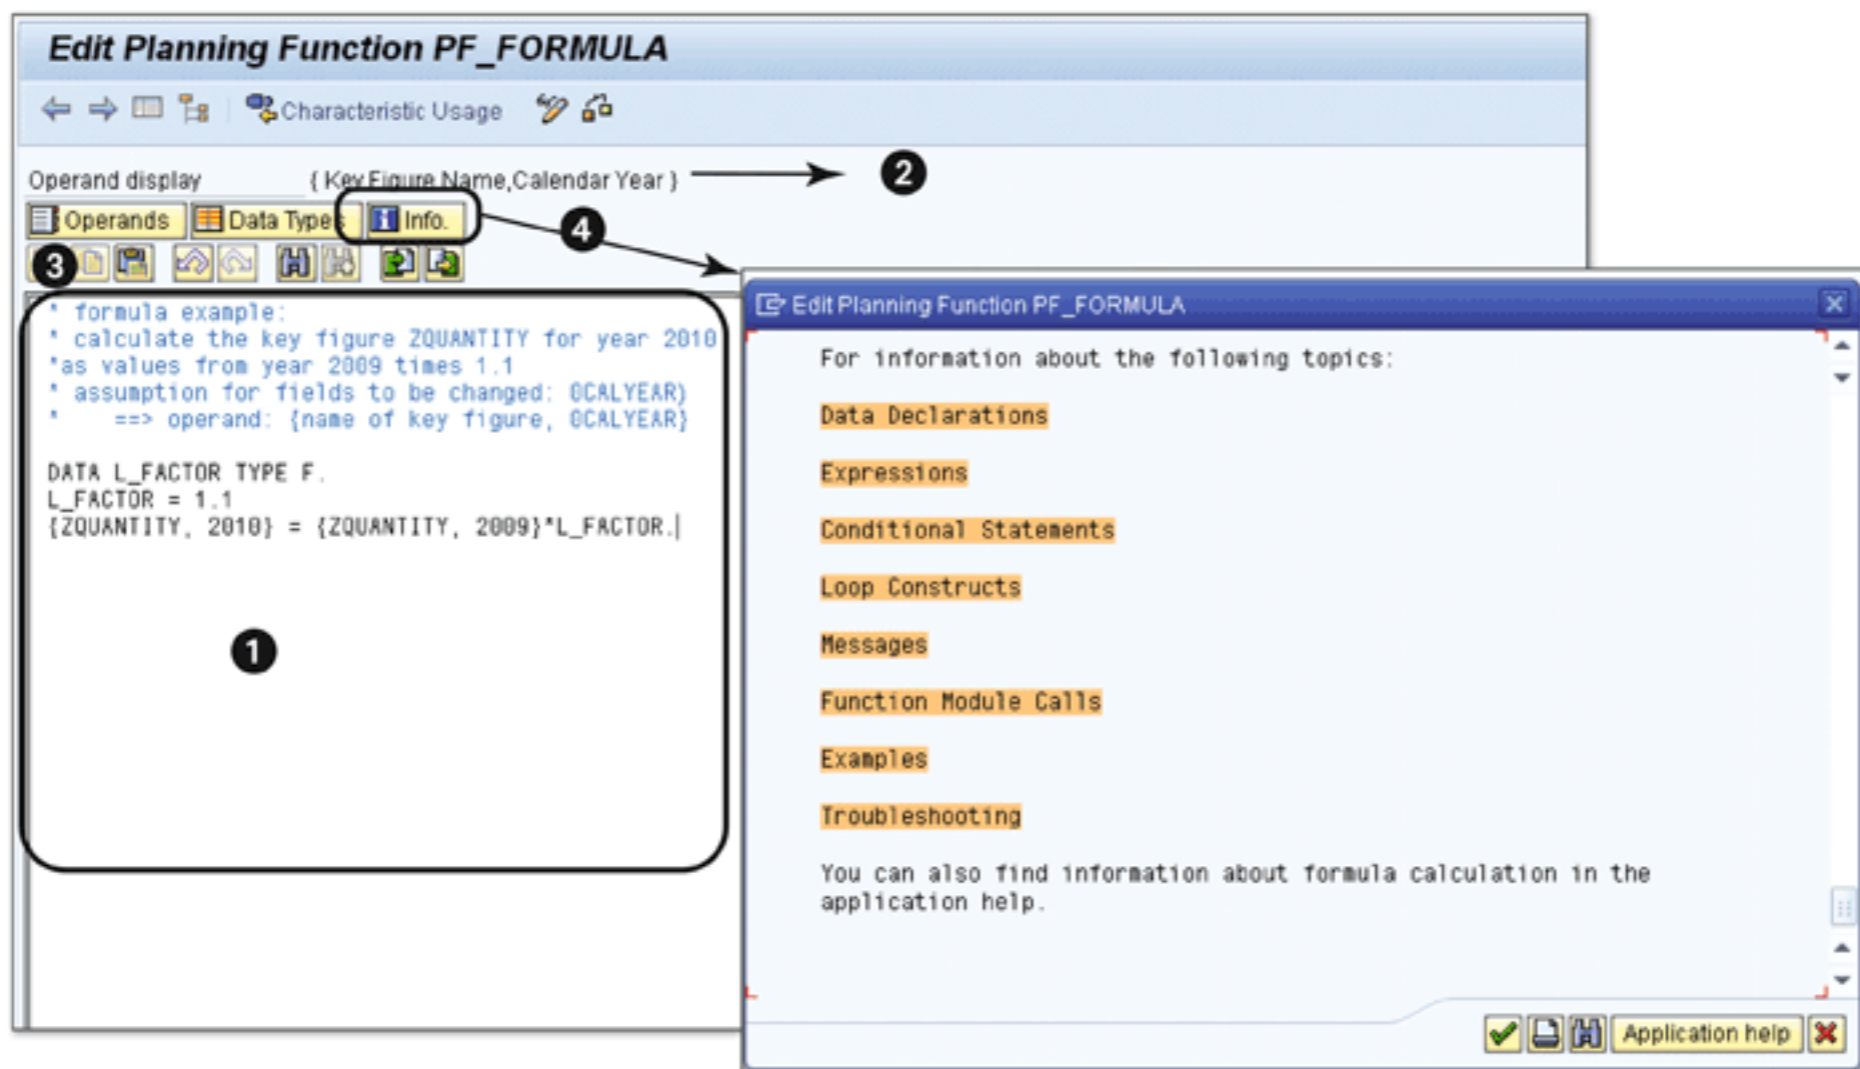 Edit Planning Function PF_FORMULA
Characteristic Usage
Operand display { Key Figure Name,Calendar Year }
2
Operands Data Types Info.
4
3
* formula example:
* calculate the key figure ZQUANTITY for year 2010
*as values from year 2009 times 1.1
* assumption for fields to be changed: 0CALYEAR)
* ==> operand: {name of key figure, 0CALYEAR}
DATA L_FACTOR TYPE F.
L_FACTOR = 1.1
{ZQUANTITY, 2010} = {ZQUANTITY, 2009}*L_FACTOR.
1
Edit Planning Function PF_FORMULA
For information about the following topics:
Data Declarations
Expressions
Conditional Statements
Loop Constructs
Messages
Function Module Calls
Examples
Troubleshooting
You can also find information about formula calculation in the
application help.
Application help